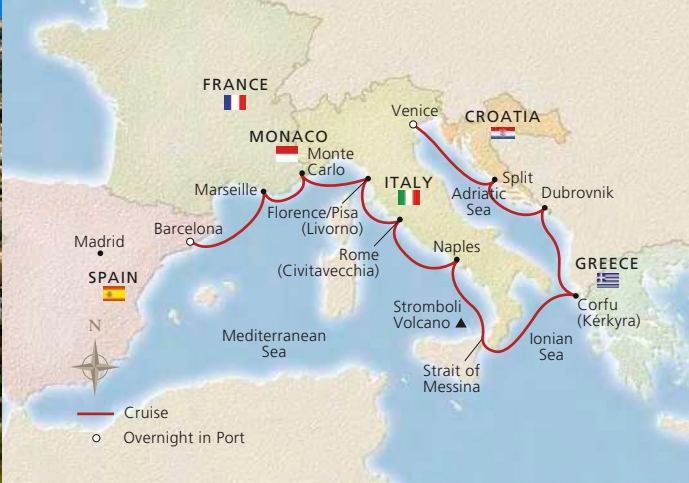 FRANCE
Venice
CROATIA
MONACO
Monte
Carlo
Split
ITALY
Marseille
Adriatic
Sea
Dubrovnik
Florence/Pisa
(Livorno)
Barcelona
Madrid
Rome
(Civitavecchia)
Naples
GREECE
SPAIN
Stromboli
Volcano
Corfu
(Kérkyra)
N
Mediterranean
Sea
Ionian
Sea
Strait of
Messina
Cruise
Overnight in Port